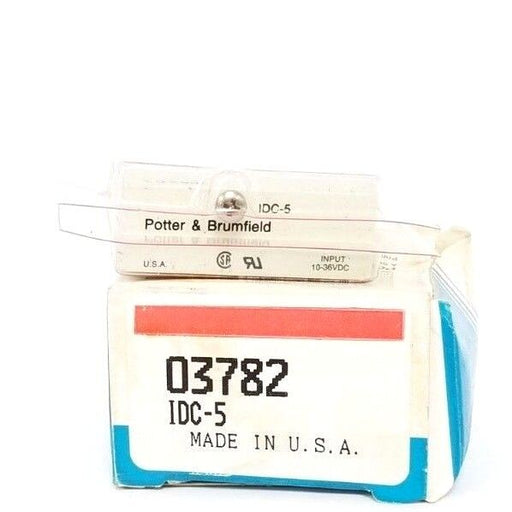 IDC-5
Potter & Brumfield
U.S.A.
INPUT
10-36VDC
03782
IDC-5
MADE IN U.S.A.